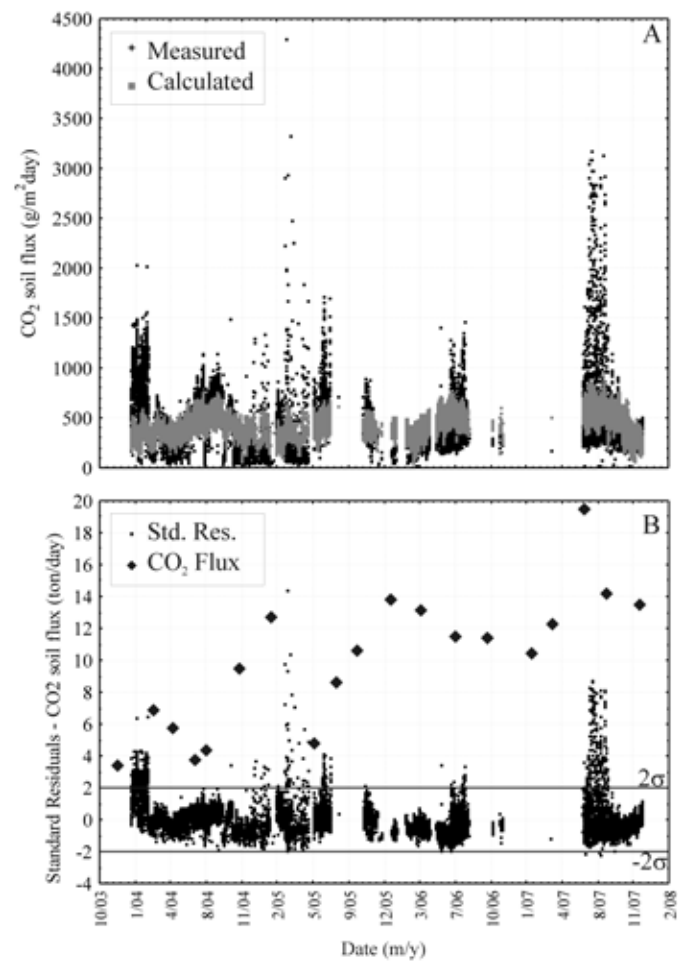 A
Measured
Calculated
CO₂ soil flux (g/m²day)
4500
4000
3500
3000
2500
2000
1500
1000
500
0
B
Std. Res.
CO₂ Flux
Standard Residuals - CO2 soil flux (ton/day)
20
18
16
14
12
10
8
6
4
2
0
-2
-4
2σ
-2σ
10/03 1/04 4/04 8/04 11/04 2/05 5/05 9/05 12/05 3/06 7/06 10/06 1/07 4/07 8/07 11/07 2/08
Date (m/y)